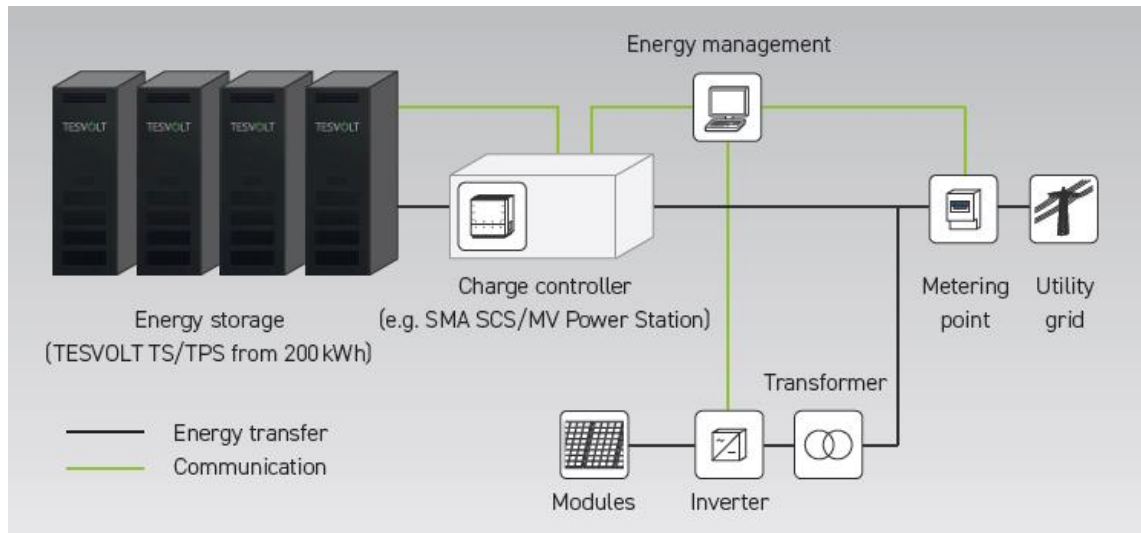 Energy management
TESVOLT TESVOLT TESVOLT TESVOLT
Charge controller
(e.g. SMA SCS/MV Power Station)
Metering
point
Utility
grid
Energy storage
(TESVOLT TS/TPS from 200 kWh)
Transformer
Energy transfer
Communication
Modules
Inverter